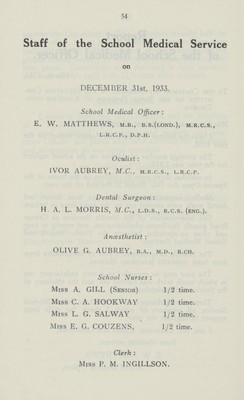 54
Staff of the School Medical Service
on
DECEMBER 31st, 1933.
School Medical Officer:
E. W. MATTHEWS, M.B., B.S.(LOND.), M.R.C.S.,
L.R.C.P., D.P.H.
Oculist:
IVOR AUBREY, M.C., M.R.C.S., L.R.C.P.
Dental Surgeon:
H. A. L. MORRIS, M.C., L.D.S., R.C.S. (ENG.).
Anæsthetist:
OLIVE G. AUBREY, B.A., M.D., B.CH.
School Nurses:
MISS A. GILL (SENIOR) 1/2 time.
MISS C. A. HOOKWAY 1/2 time.
MISS L. G. SALWAY 1/2 time.
MISS E. G. COUZENS, 1/2 time.
Clerk:
MISS P. M. INGILLSON.